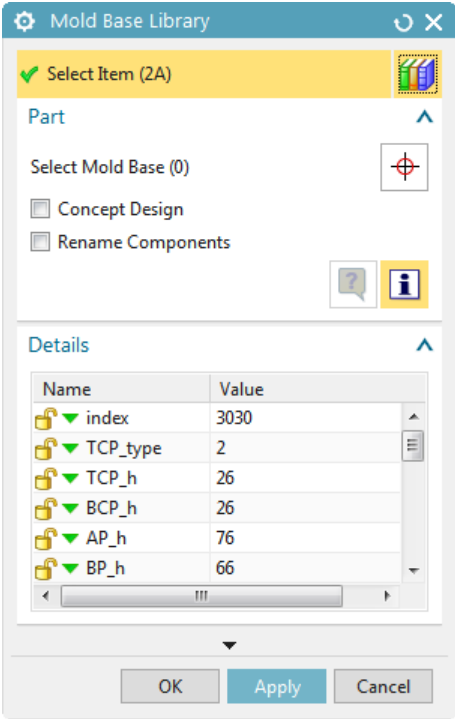 Mold Base Library
Select Item (2A)
Part
Select Mold Base (0)
Concept Design
Rename Components
Details
Name Value
index 3030
TCP_type 2
TCP_h 26
BCP_h 26
AP_h 76
BP_h 66
OK Apply Cancel